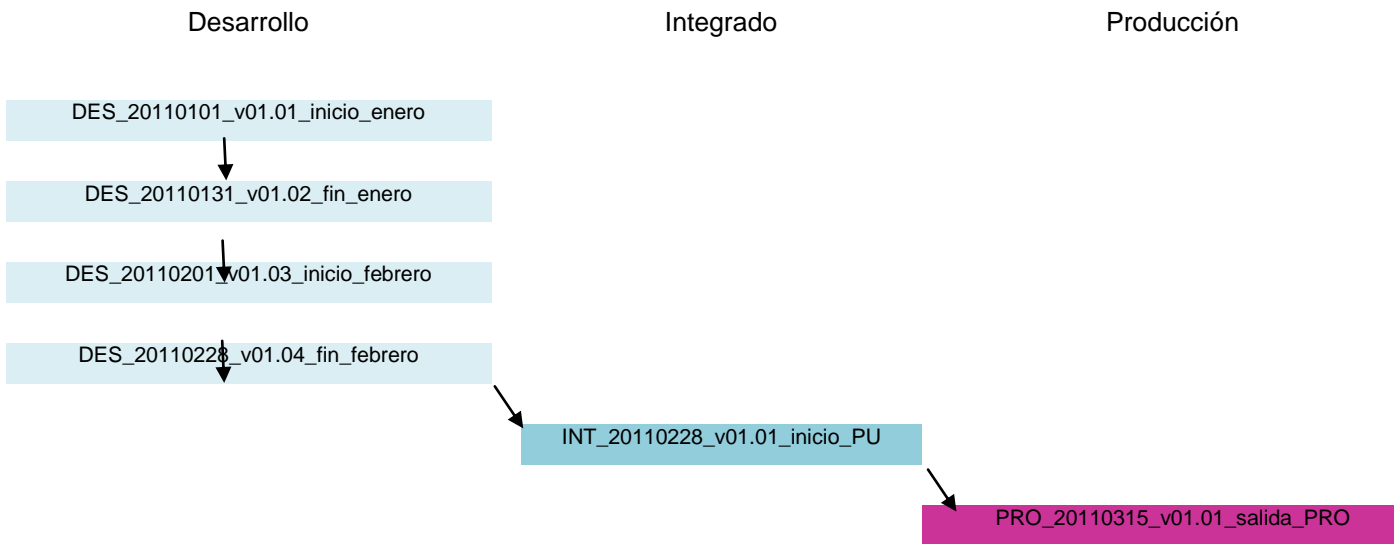 Desarrollo
Integrado
Producción
DES_20110101_v01.01_inicio_enero
DES_20110131_v01.02_fin_enero
DES_20110201_v01.03_inicio_febrero
DES_20110228_v01.04_fin_febrero
INT_20110228_v01.01_inicio_PU
PRO_20110315_v01.01_salida_PRO